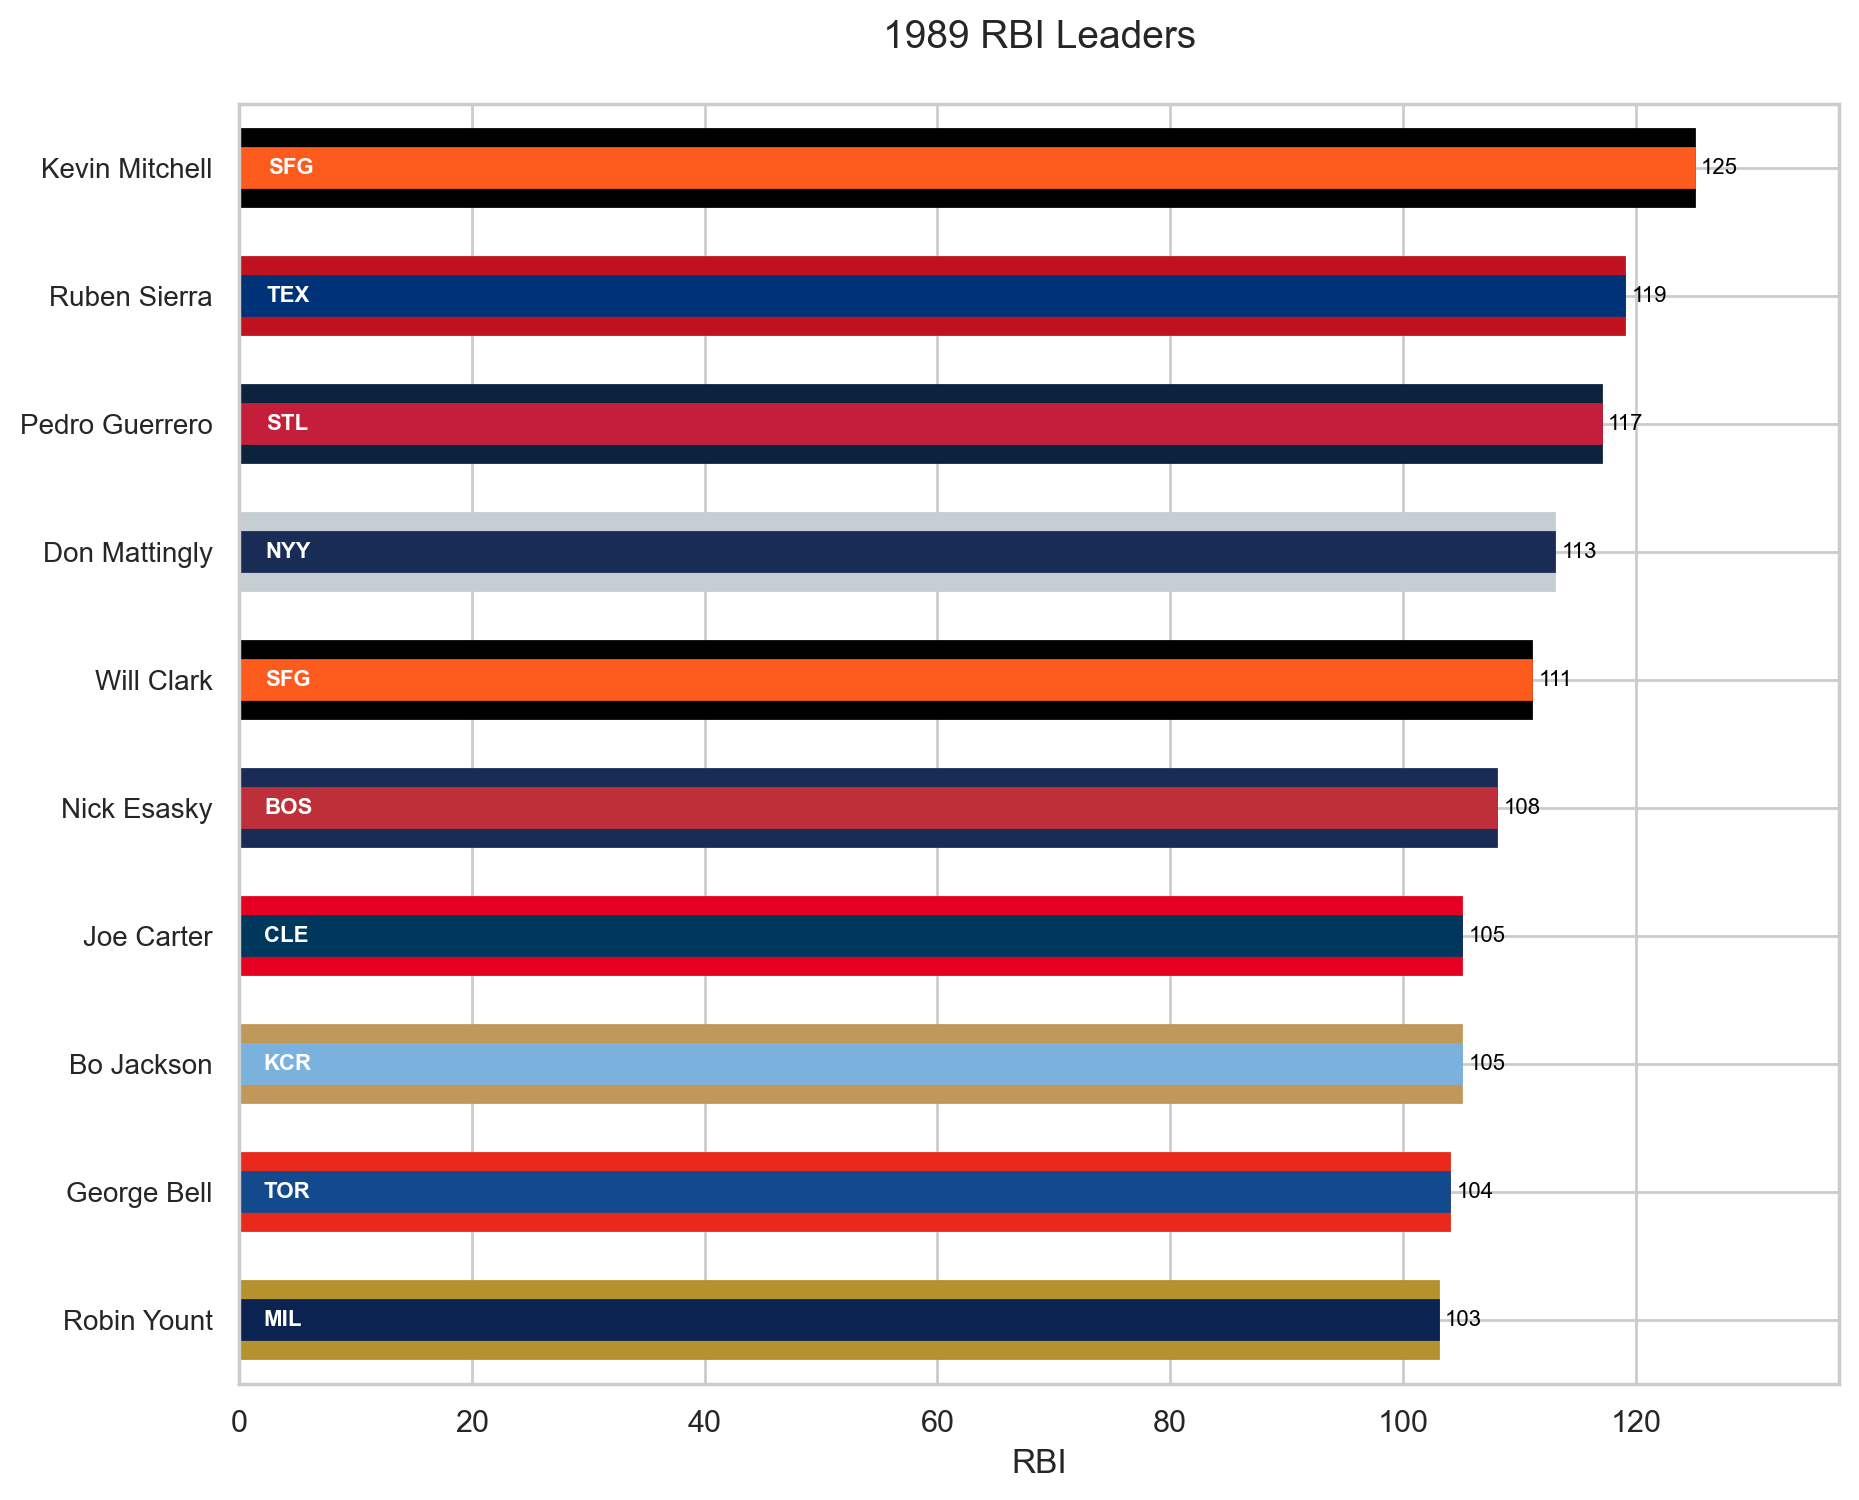 1989 RBI Leaders
Kevin Mitchell SFG 125
Ruben Sierra TEX 119
Pedro Guerrero STL 117
Don Mattingly NYY 113
Will Clark SFG 111
Nick Esasky BOS 108
Joe Carter CLE 105
Bo Jackson KCR 105
George Bell TOR 104
Robin Yount MIL 103
0 20 40 60 80 100 120
RBI